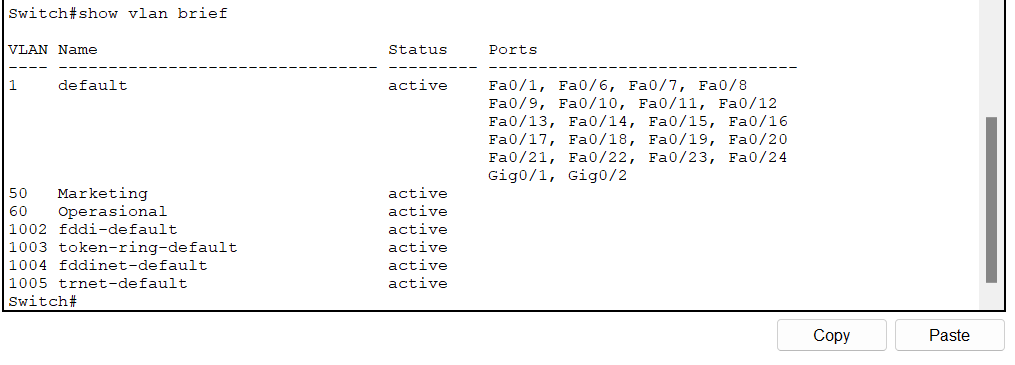 Switch#show vlan brief
VLAN Name                             Status    Ports
---- -------------------------------- --------- -------------------------------
1    default                          active    Fa0/1, Fa0/6, Fa0/7, Fa0/8
                                                Fa0/9, Fa0/10, Fa0/11, Fa0/12
                                                Fa0/13, Fa0/14, Fa0/15, Fa0/16
                                                Fa0/17, Fa0/18, Fa0/19, Fa0/20
                                                Fa0/21, Fa0/22, Fa0/23, Fa0/24
                                                Gig0/1, Gig0/2
50   Marketing                        active
60   Operasional                      active
1002 fddi-default                     active
1003 token-ring-default               active
1004 fddinet-default                  active
1005 trnet-default                    active
Switch#
Copy Paste